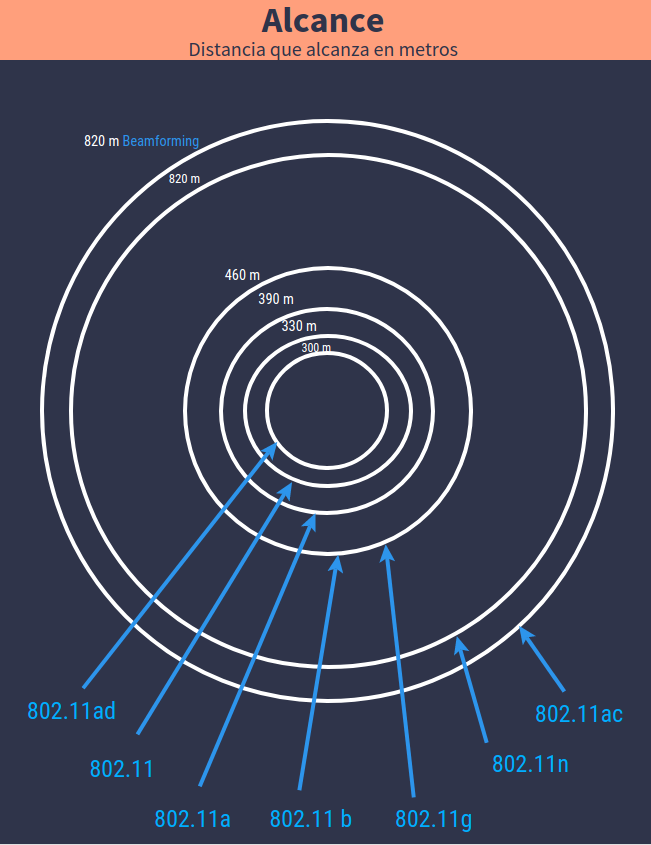 Alcance
Distancia que alcanza en metros
820 m Beamforming
820 m
460 m
390 m
330 m
300 m
802.11ad
802.11ac
802.11
802.11n
802.11a
802.11 b
802.11g